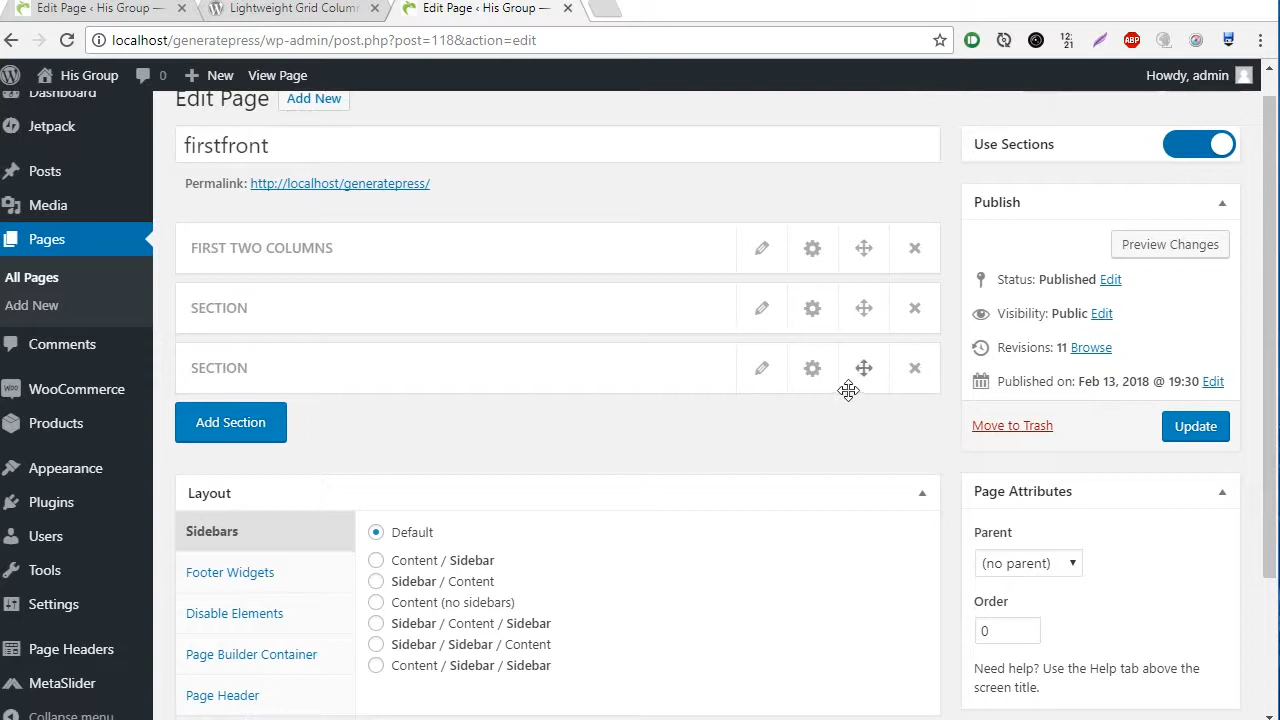 Edit Page ‹ His Group —
Lightweight Grid Colum
Edit Page ‹ His Group —
localhost/generatepress/wp-admin/post.php?post=118&action=edit
12:
21
ABP
His Group
0
New
View Page
Howdy, admin
Dashboard
Jetpack
Posts
Media
Pages
All Pages
Add New
Comments
WooCommerce
Products
Appearance
Plugins
Users
Tools
Settings
Page Headers
MetaSlider
Collapse menu
Edit Page
Add New
firstfront
Permalink: http://localhost/generatepress/
FIRST TWO COLUMNS
SECTION
SECTION
Add Section
Layout
Sidebars
Footer Widgets
Disable Elements
Page Builder Container
Page Header
Default
Content / Sidebar
Sidebar / Content
Content (no sidebars)
Sidebar / Content / Sidebar
Sidebar / Sidebar / Content
Content / Sidebar / Sidebar
Use Sections
Publish
Preview Changes
Status: Published Edit
Visibility: Public Edit
Revisions: 11 Browse
Published on: Feb 13, 2018 @ 19:30 Edit
Move to Trash
Update
Page Attributes
Parent
(no parent)
Order
0
Need help? Use the Help tab above the
screen title.